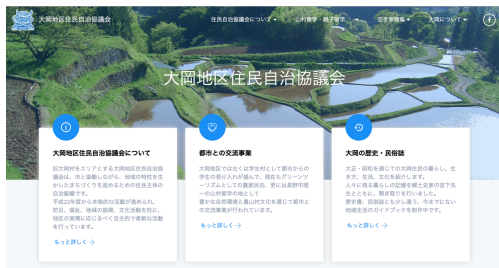 大岡地区住民自治協議会
住民自治協議会について
山村留学・親子留学
空き家情報
大岡について
大岡地区住民自治協議会
大岡地区住民自治協議会について
旧大岡村をエリアとする大岡地区住民自治協
議会は、市と協働しながら、地域の特性を生
かしたまちづくりを進めるための住民主体の
自治組織です。
平成22年度から本格的な活動が進められ、
防災、福祉、地域の振興、文化活動を柱に、
地区の実情に応じるべく自主的で柔軟な活動
を行っています。
もっと詳しく →
都市との交流事業
大岡地区では古くは学生村として都市からの
学生の受け入れが盛んで、現在もグリーンツ
ーリズムとしての農家民泊、更には長野市唯
一の山村留学の地として
豊かな自然環境と農山村文化を通じて都市と
の交流事業が行われています。
もっと詳しく →
大岡の歴史・民俗誌
大正・昭和を通じての大岡住民の暮らし、生
き方、生活、文化を紹介します。
人々に残る暮らしの記憶を郷土史家の宮下先
生とともに、聞き取りを行いました。
歴史書、民俗誌とも少し違う、今までにない
地域生活のガイドブックを制作中です。
もっと詳しく →